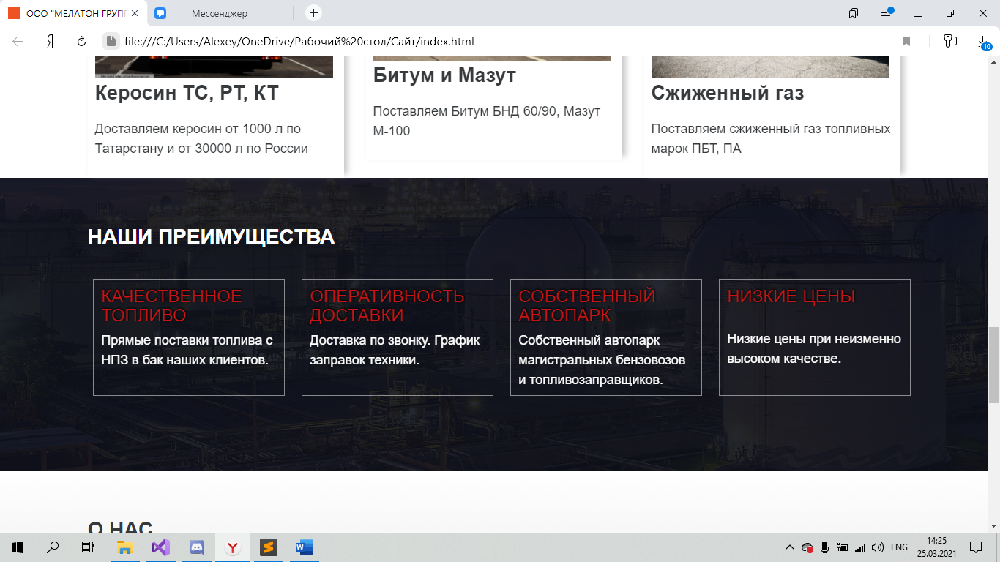 ООО "МЕЛАТОН ГРУПГ
Мессенджер
file:///C:/Users/Alexey/OneDrive/Рабочий%20стол/Сайт/index.html
10
Керосин ТС, РТ, КТ
Доставляем керосин от 1000 л по
Татарстану и от 30000 л по России
Битум и Мазут
Поставляем Битум БНД 60/90, Мазут
М-100
Сжиженный газ
Поставляем сжиженный газ топливных
марок ПБТ, ПА
НАШИ ПРЕИМУЩЕСТВА
КАЧЕСТВЕННОЕ
ТОПЛИВО
Прямые поставки топлива с
НПЗ в бак наших клиентов.
ОПЕРАТИВНОСТЬ
ДОСТАВКИ
Доставка по звонку. График
заправок техники.
СОБСТВЕННЫЙ
АВТОПАРК
Собственный автопарк
магистральных бензовозов
и топливозаправщиков.
НИЗКИЕ ЦЕНЫ
Низкие цены при неизменно
высоком качестве.
О НАС
ENG
14:25
25.03.2021